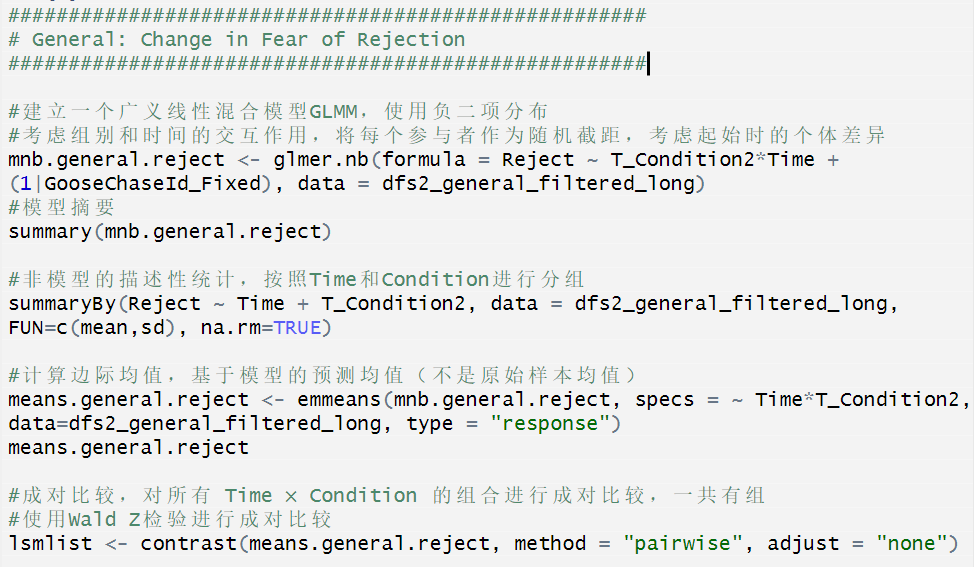 #####################################################
# General: Change in Fear of Rejection
#####################################################
#建立一个广义线性混合模型GLMM，使用负二项分布
#考虑组别和时间的交互作用，将每个参与者作为随机截距，考虑起始时的个体差异
mnb.general.reject <- glmer.nb(formula = Reject ~ T_Condition2*Time +
(1|GooseChaseId_Fixed), data = dfs2_general_filtered_long)
#模型摘要
summary(mnb.general.reject)
#非模型的描述性统计，按照Time和Condition进行分组
summaryBy(Reject ~ Time + T_Condition2, data = dfs2_general_filtered_long,
FUN=c(mean,sd), na.rm=TRUE)
#计算边际均值，基于模型的预测均值（不是原始样本均值）
means.general.reject <- emmeans(mnb.general.reject, specs = ~ Time*T_Condition2,
data=dfs2_general_filtered_long, type = "response")
means.general.reject
#成对比较，对所有 Time × Condition 的组合进行成对比较，一共有组
#使用Wald Z检验进行成对比较
lsmlist <- contrast(means.general.reject, method = "pairwise", adjust = "none")